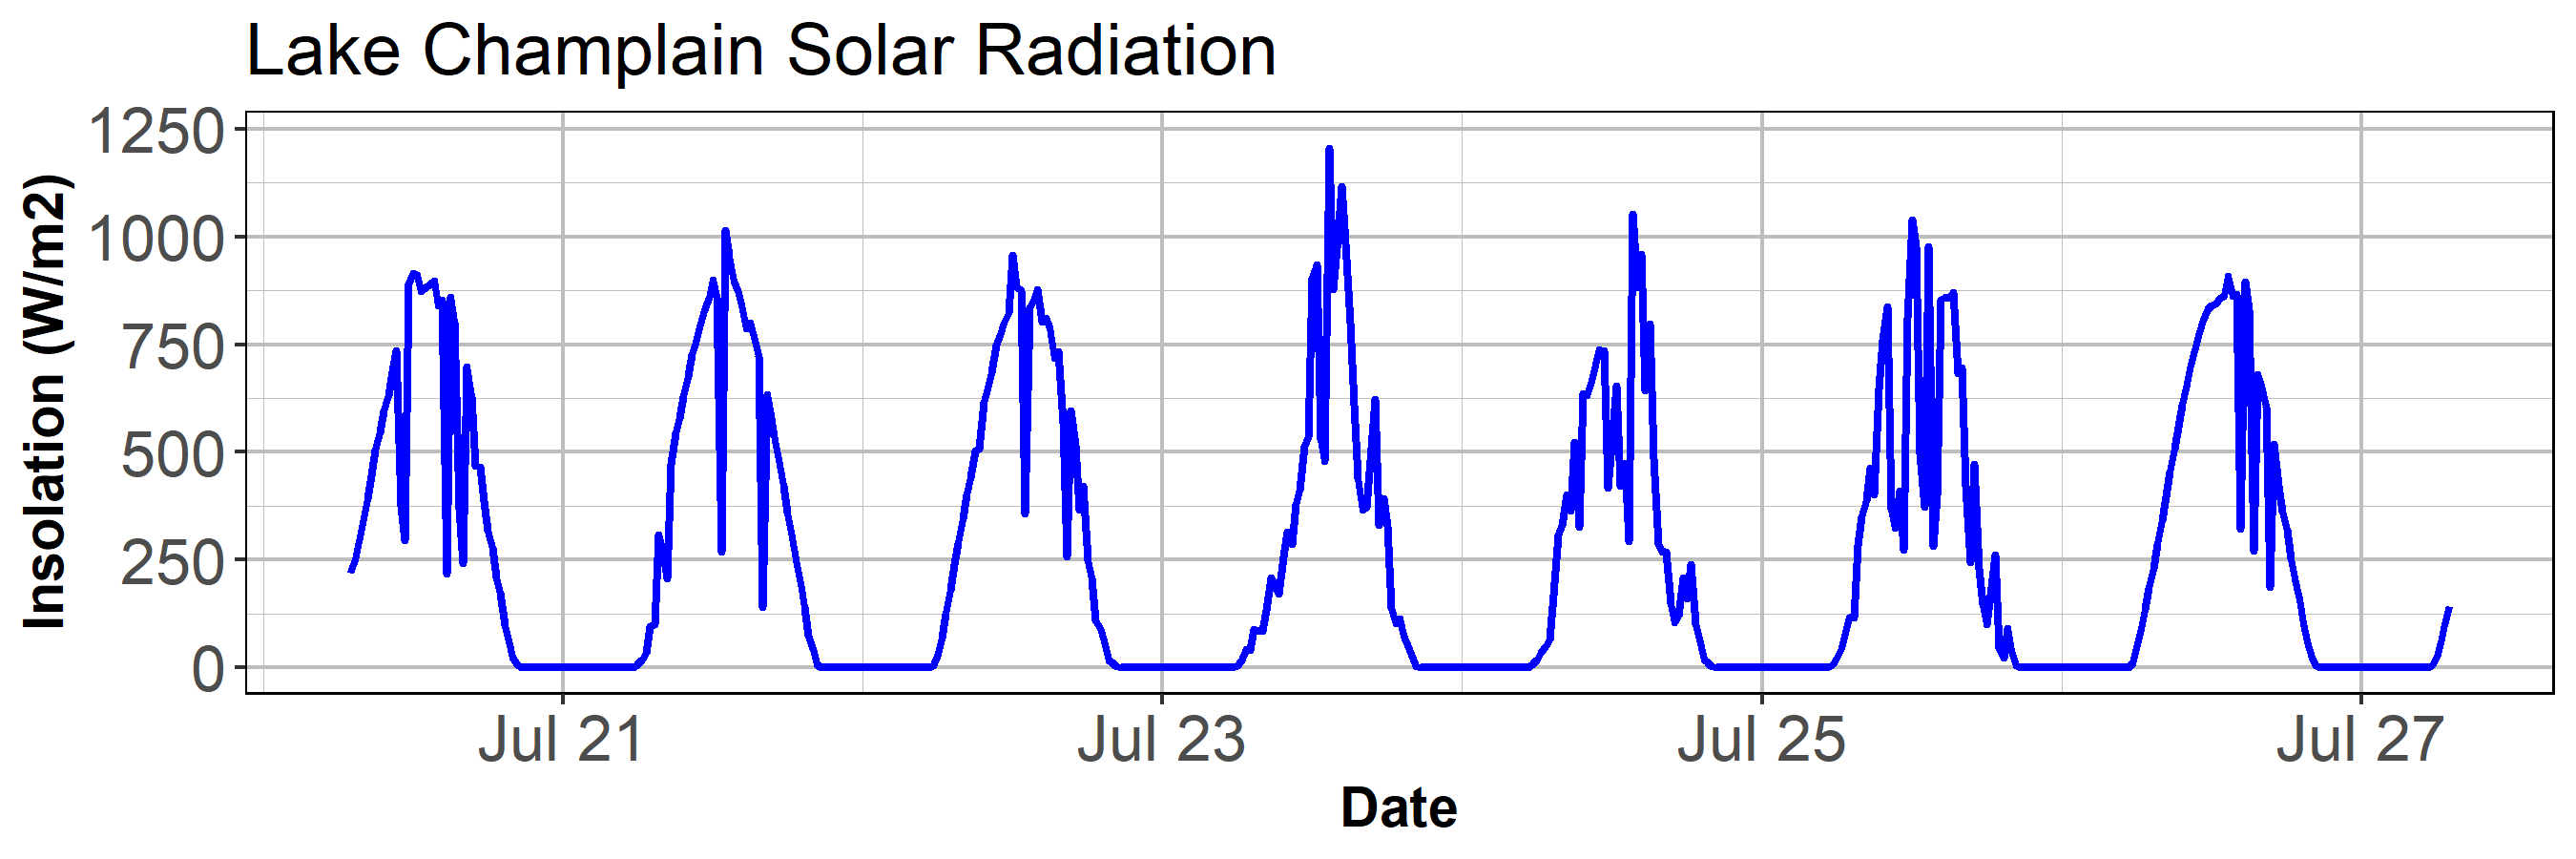 Lake Champlain Solar Radiation
Insolation (W/m2)
1250
1000
750
500
250
0
Jul 21 Jul 23 Jul 25 Jul 27
Date